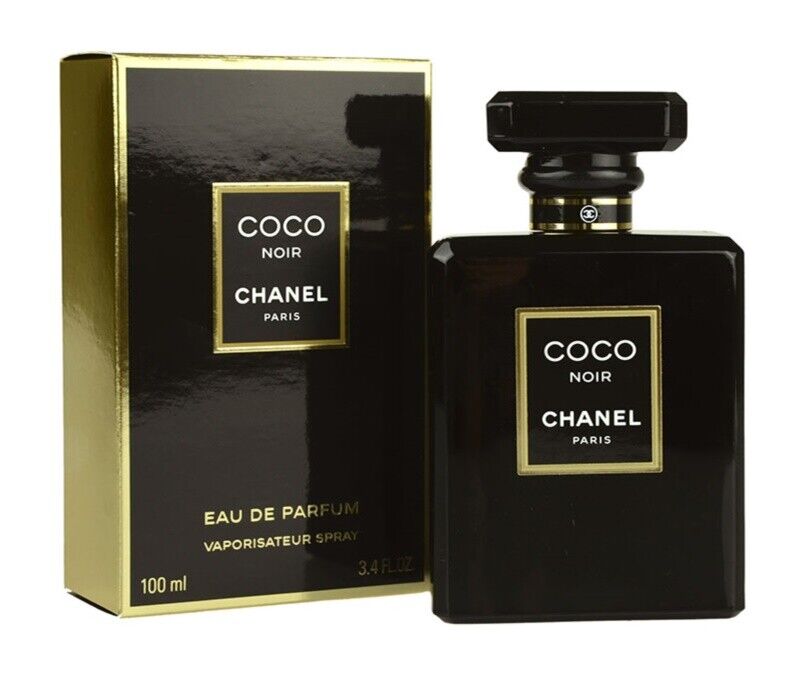 COCO
NOIR
CHANEL
PARIS
EAU DE PARFUM
VAPORISATEUR SPRAY
100 ml
3.4 FL.OZ.
COCO
NOIR
CHANEL
PARIS